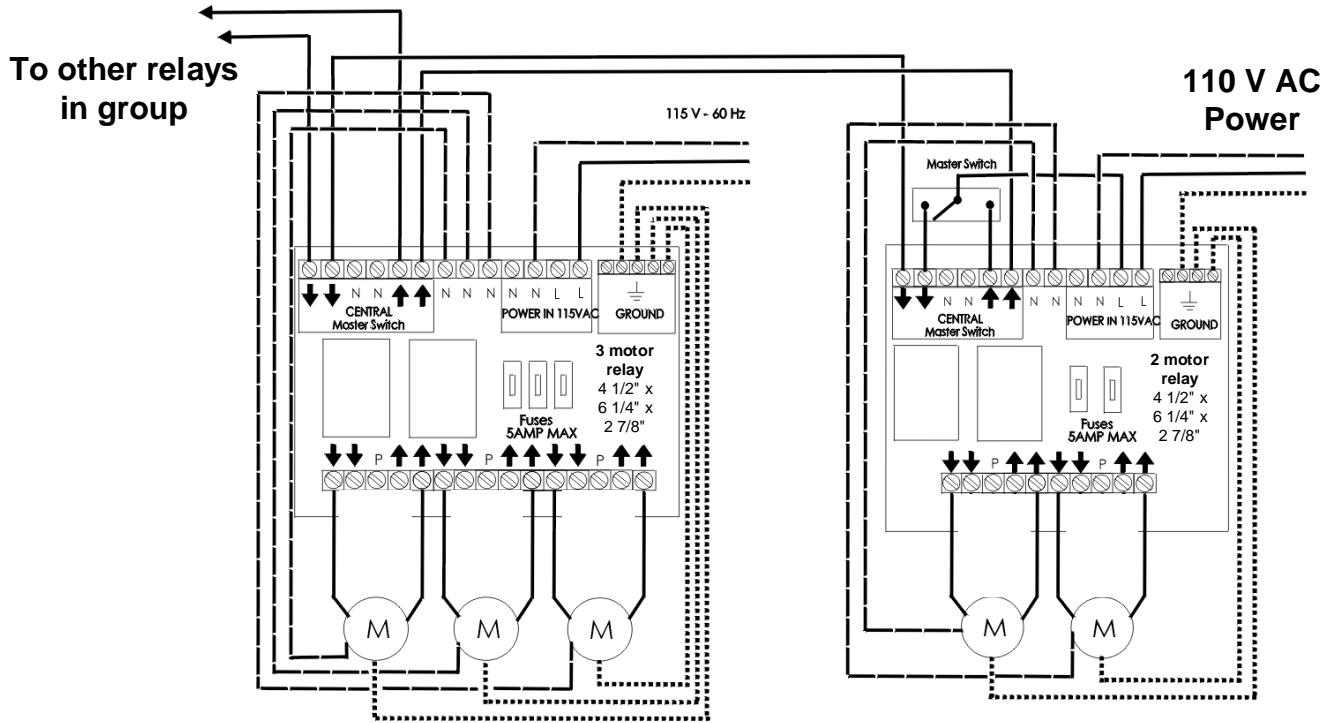 To other relays
in group
115 V - 60 Hz
110 V AC
Power
Master Switch
N N N N N N N L L
CENTRAL
Master Switch
POWER IN 115VAC
GROUND
3 motor
relay
4 1/2" x
6 1/4" x
2 7/8"
Fuses
5AMP MAX
P P P
M M M
N N N N N N L L
CENTRAL
Master Switch
POWER IN 115VAC
GROUND
2 motor
relay
4 1/2" x
6 1/4" x
2 7/8"
Fuses
5AMP MAX
P P
M M